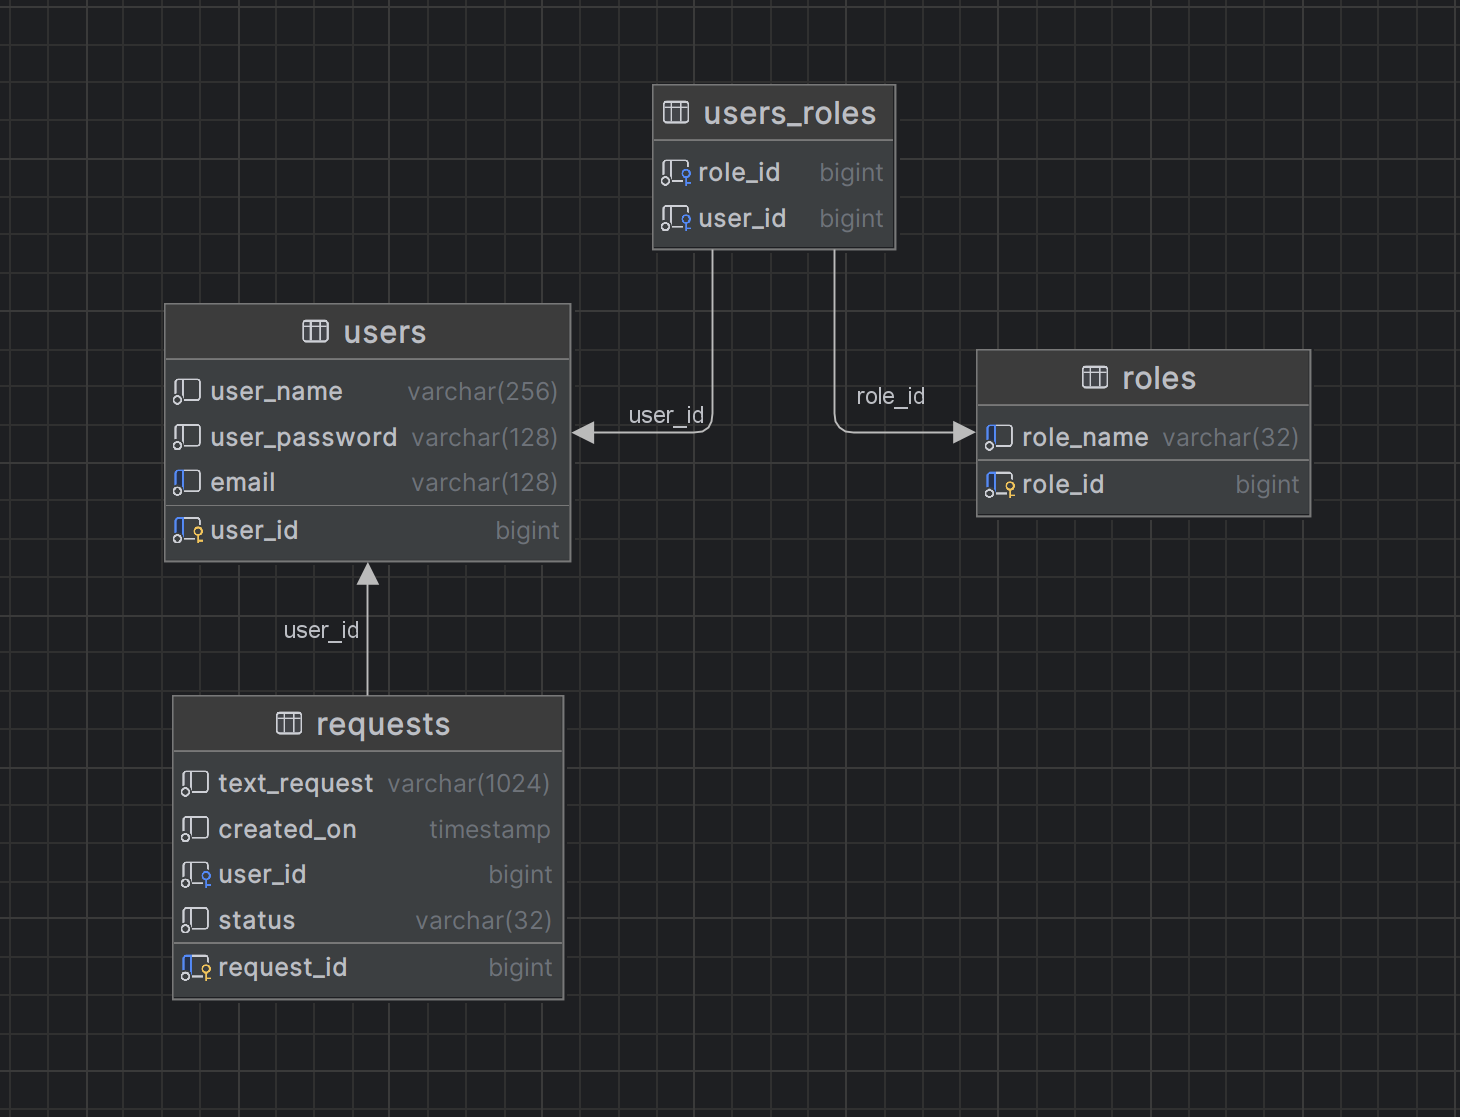 users_roles
role_id bigint
user_id bigint
users
user_name varchar(256)
user_password varchar(128)
email varchar(128)
user_id bigint
user_id
role_id
roles
role_name varchar(32)
role_id bigint
user_id
requests
text_request varchar(1024)
created_on timestamp
user_id bigint
status varchar(32)
request_id bigint